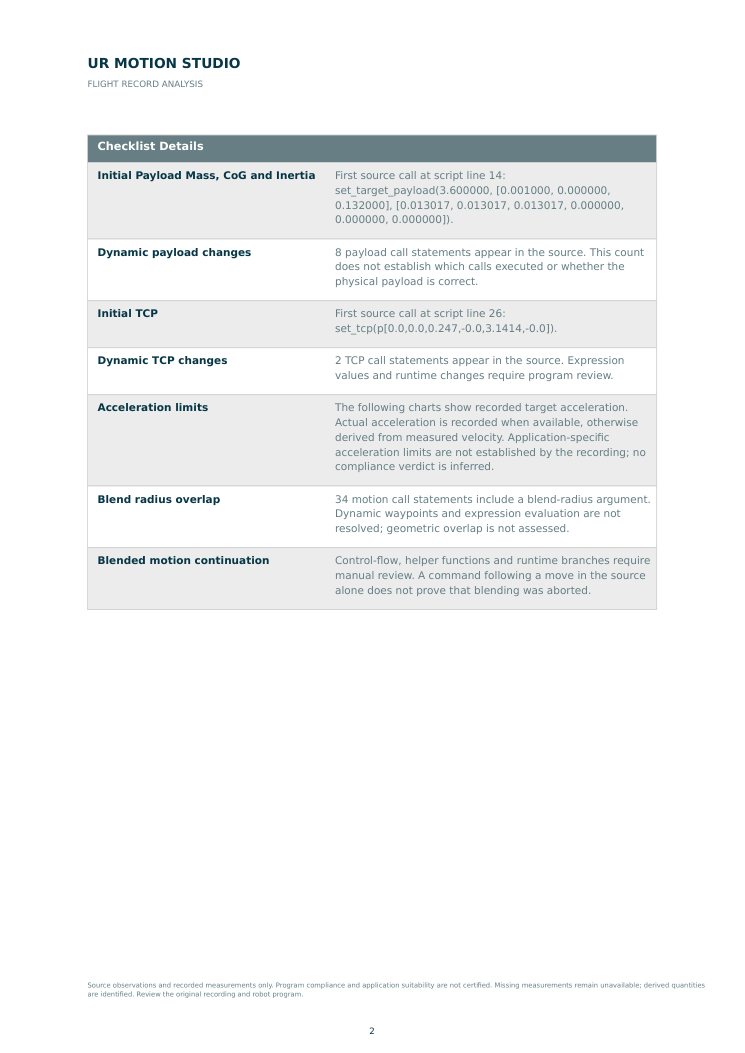 UR MOTION STUDIO
FLIGHT RECORD ANALYSIS
Checklist Details
Initial Payload Mass, CoG and Inertia
First source call at script line 14:
set_target_payload(3.600000, [0.001000, 0.000000,
0.132000], [0.013017, 0.013017, 0.013017, 0.000000,
0.000000, 0.000000]).
Dynamic payload changes
8 payload call statements appear in the source. This count
does not establish which calls executed or whether the
physical payload is correct.
Initial TCP
First source call at script line 26:
set_tcp(p[0.0,0.0,0.247,-0.0,3.1414,-0.0]).
Dynamic TCP changes
2 TCP call statements appear in the source. Expression
values and runtime changes require program review.
Acceleration limits
The following charts show recorded target acceleration.
Actual acceleration is recorded when available, otherwise
derived from measured velocity. Application-specific
acceleration limits are not established by the recording; no
compliance verdict is inferred.
Blend radius overlap
34 motion call statements include a blend-radius argument.
Dynamic waypoints and expression evaluation are not
resolved; geometric overlap is not assessed.
Blended motion continuation
Control-flow, helper functions and runtime branches require
manual review. A command following a move in the source
alone does not prove that blending was aborted.
Source observations and recorded measurements only. Program compliance and application suitability are not certified. Missing measurements remain unavailable; derived quantities
are identified. Review the original recording and robot program.
2